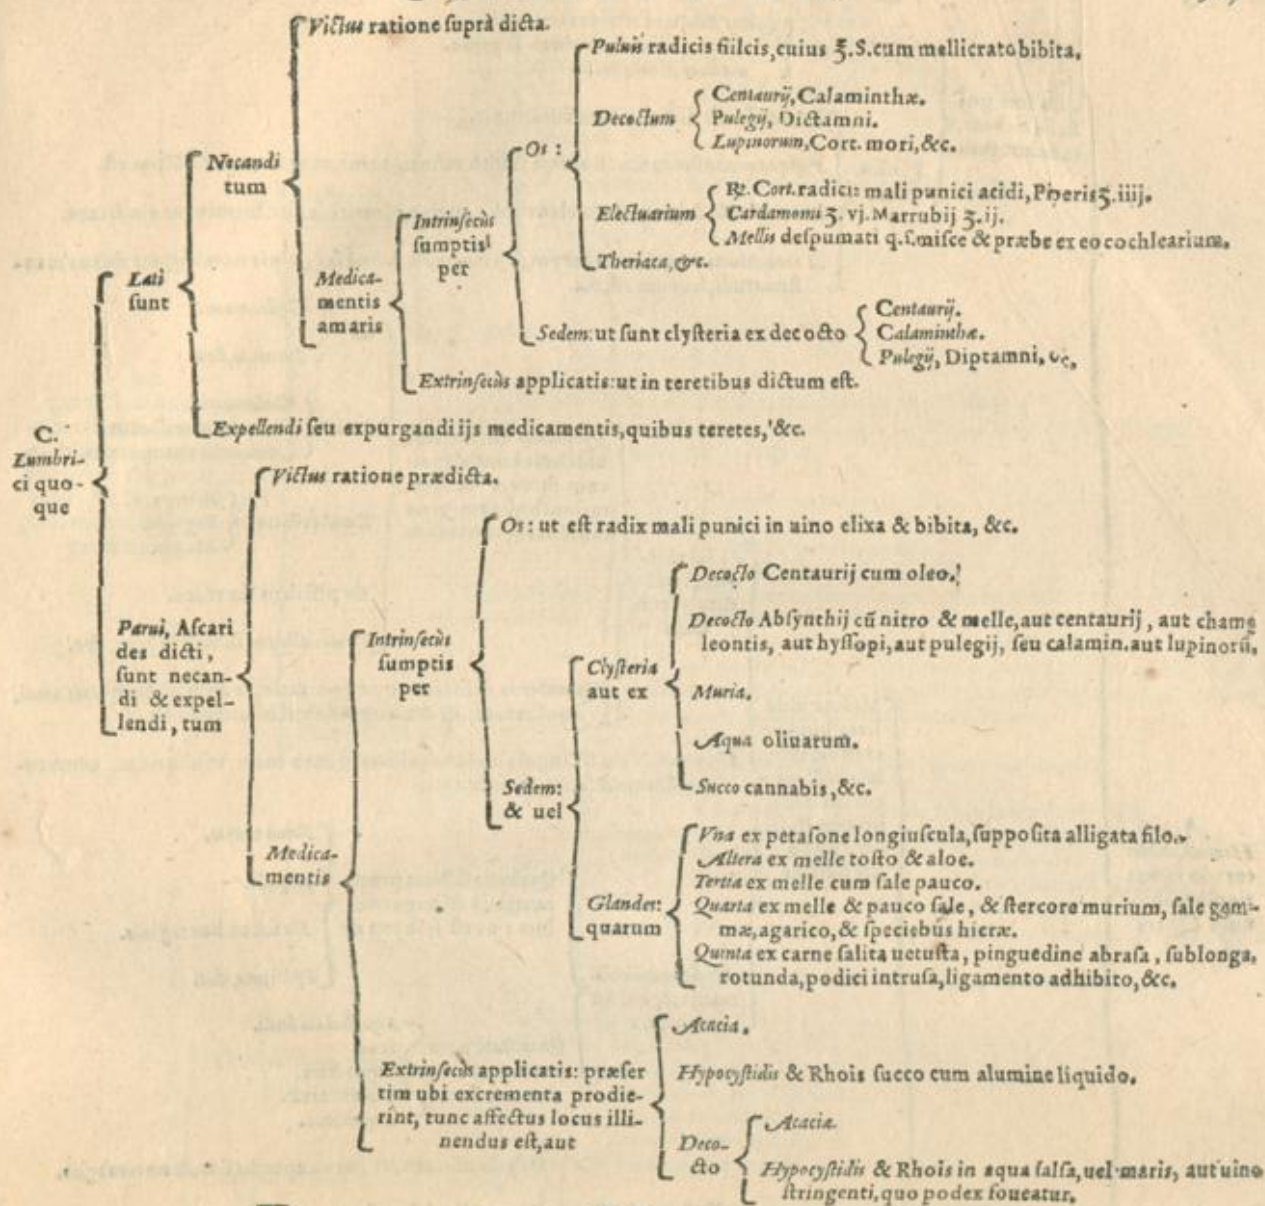 Victus ratione suprà dicta.
Puluis radicis filicis, cuius ʒ.S.cum mellicrato bibita.
Centaurij, Calaminthæ.
Decoctum
Pulegij, Dictamni.
Lupinorum, Cort. mori, &c.
Os:
Necandi
tum
℞. Cort. radicis mali punici acidi, Piperis ʒ. iiij.
Electuarium
Cardamomi ʒ. vj. Marrubij ʒ. ij.
Mellis despumati q.s. misce & præbe ex eo cochlearium.
Intrinsecùs
sumptis
per
Theriaca, &c.
Lati
sunt
Medica-
mentis
amaris
Centaurij.
Sedem: ut sunt clysteria ex decocto
Calaminthæ.
Pulegij, Diptamni, &c.
Extrinsecùs applicatis: ut in teretibus dictum est.
Expellendi seu expurgandi ijs medicamentis, quibus teretes, &c.
C.
Lumbri-
ci quo-
que
Victus ratione prædicta.
Os: ut est radix mali punici in uino elixa & bibita, &c.
Decocto Centaurij cum oleo.
Decocto Absynthij cū nitro & melle, aut centaurij, aut chamę
leontis, aut hyssopi, aut pulegij, seu calamin. aut lupinorū.
Parui, Ascari
des dicti,
sunt necan-
di & expel-
lendi, tum
Intrinsecùs
sumptis
per
Clysteria
aut ex
Muria.
Aqua oliuarum.
Succo cannabis, &c.
Sedem:
& uel
Vna ex petasone longiuscula, supposita alligata filo.
Altera ex melle tosto & aloe.
Tertia ex melle cum sale pauco.
Medica-
mentis
Glandes:
quarum
Quarta ex melle & pauco sale, & stercore murium, sale gem-
mæ, agarico, & speciebus hieræ.
Quinta ex carne salita uetusta, pinguedine abrasa, sublonga,
rotunda, podici intrusa, ligamento adhibito, &c.
Acacia.
Extrinsecùs applicatis: præser
tim ubi excrementa prodie-
rint, tunc affectus locus illi-
nendus est, aut
Hypocystidis & Rhois succo cum alumine liquido.
Deco-
cto
Acaciæ
Hypocystidis & Rhois in aqua salsa, uel maris, aut uino
stringenti, quo podex foueatur.